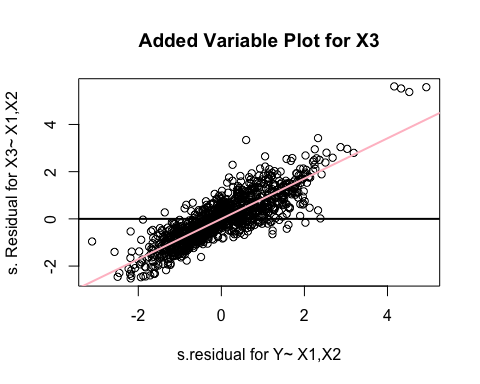 Added Variable Plot for X3
s. Residual for X3~ X1,X2
4
2
0
-2
-2
0
2
4
s.residual for Y~ X1,X2